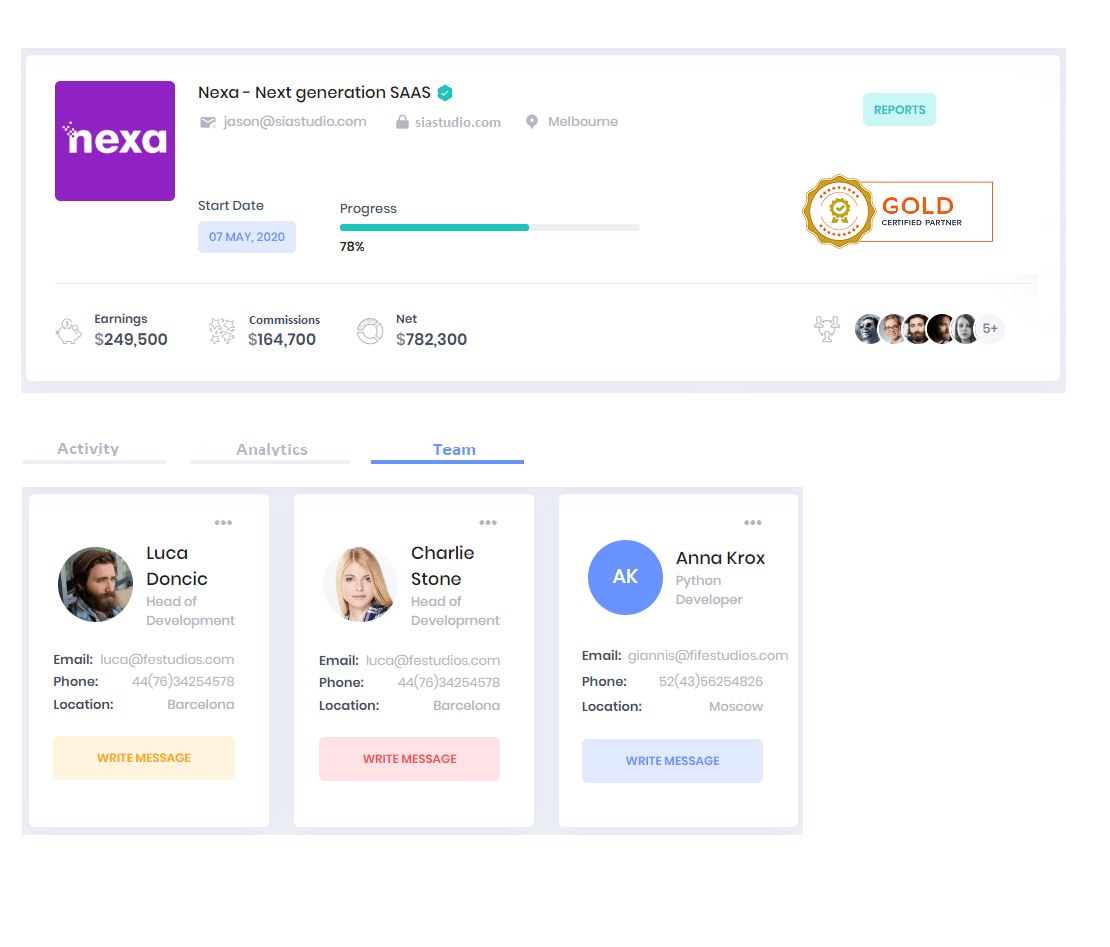 nexa
Nexa - Next generation SAAS
jason@siastudio.com
siastudio.com
Melbourne
REPORTS
Start Date
07 MAY, 2020
Progress
78%
GOLD
CERTIFIED PARTNER
Earnings
$249,500
Commissions
$164,700
Net
$782,300
5+
Activity
Analytics
Team
Luca
Doncic
Head of
Development
Email: luca@festudios.com
Phone: 44(76)34254578
Location: Barcelona
WRITE MESSAGE
Charlie
Stone
Head of
Development
Email: luca@festudios.com
Phone: 44(76)34254578
Location: Barcelona
WRITE MESSAGE
AK
Anna Krox
Python
Developer
Email: giannis@fifestudios.com
Phone: 52(43)56254826
Location: Moscow
WRITE MESSAGE